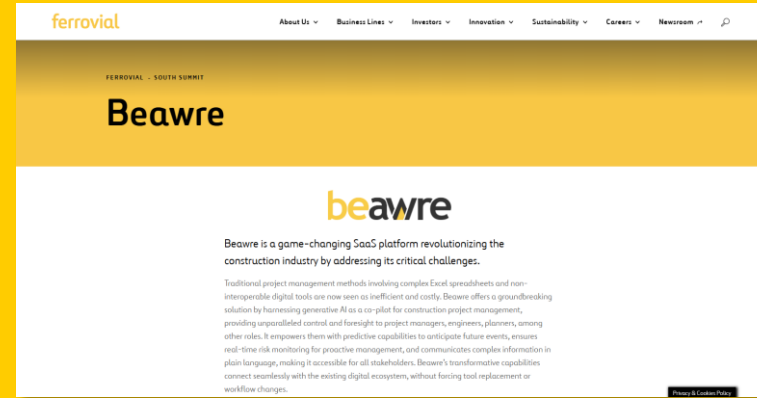 ferrovial
About Us
Business Lines
Investors
Innovation
Sustainability
Careers
Newsroom
FERROVIAL - SOUTH SUMMIT
Beawre
beawre
Beawre is a game-changing SaaS platform revolutionizing the
construction industry by addressing its critical challenges.
Traditional project management methods involving complex Excel spreadsheets and non-
interoperable digital tools are now seen as inefficient and costly. Beawre offers a groundbreaking
solution by harnessing generative AI as a co-pilot for construction project management,
providing unparalleled control and foresight to project managers, engineers, planners, among
other roles. It empowers them with predictive capabilities to anticipate future events, ensures
real-time risk monitoring for proactive management, and communicates complex information in
plain language, making it accessible for all stakeholders. Beawre's transformative capabilities
connect seamlessly with the existing digital ecosystem, without forcing tool replacement or
workflow changes.
Privacy & Cookies Policy